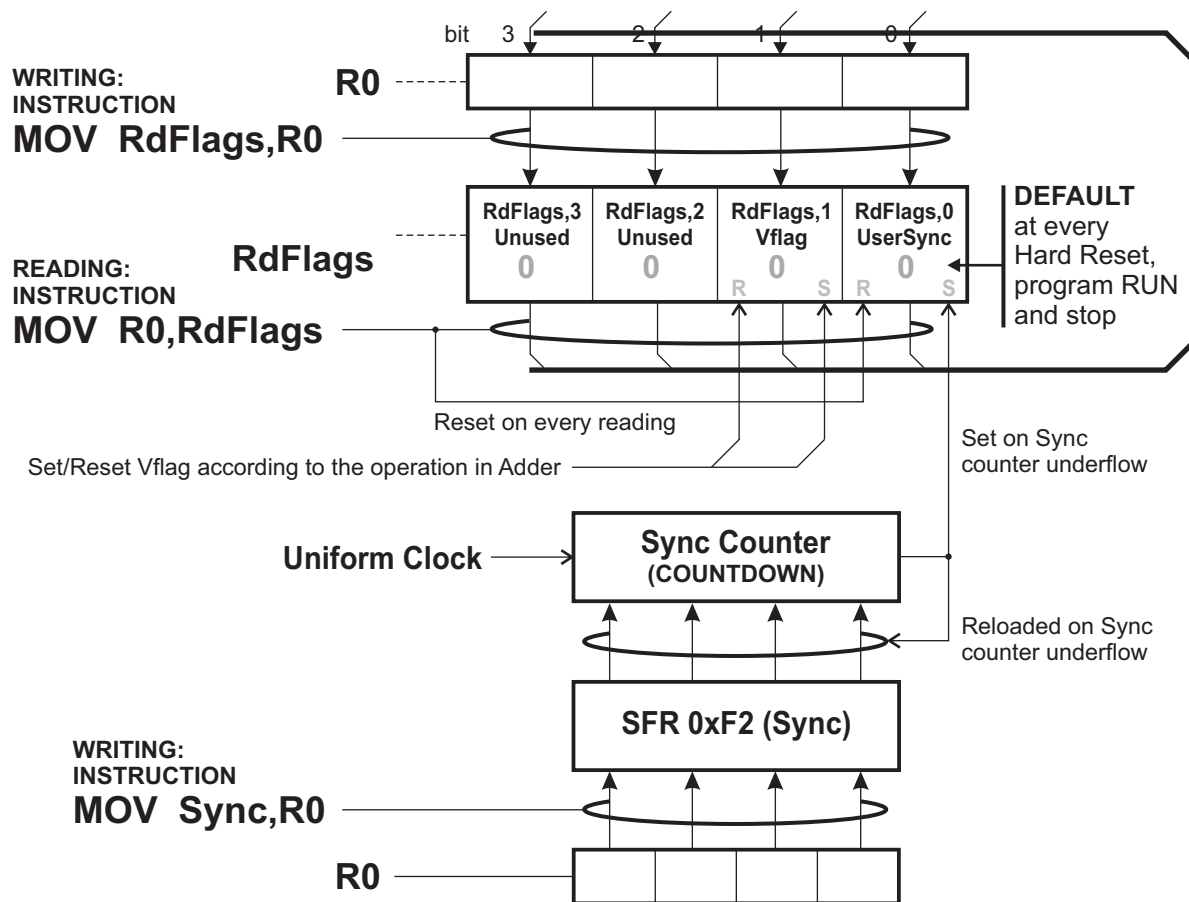 bit 3 2 1 0
WRITING:
INSTRUCTION
MOV RdFlags,R0
R0
RdFlags,3
Unused
0
RdFlags,2
Unused
0
RdFlags,1
Vflag
0
R S
RdFlags,0
UserSync
0
R S
DEFAULT
at every
Hard Reset,
program RUN
and stop
RdFlags
READING:
INSTRUCTION
MOV R0,RdFlags
Reset on every reading
Set/Reset Vflag according to the operation in Adder
Set on Sync
counter underflow
Uniform Clock
Sync Counter
(COUNTDOWN)
Reloaded on Sync
counter underflow
SFR 0xF2 (Sync)
WRITING:
INSTRUCTION
MOV Sync,R0
R0